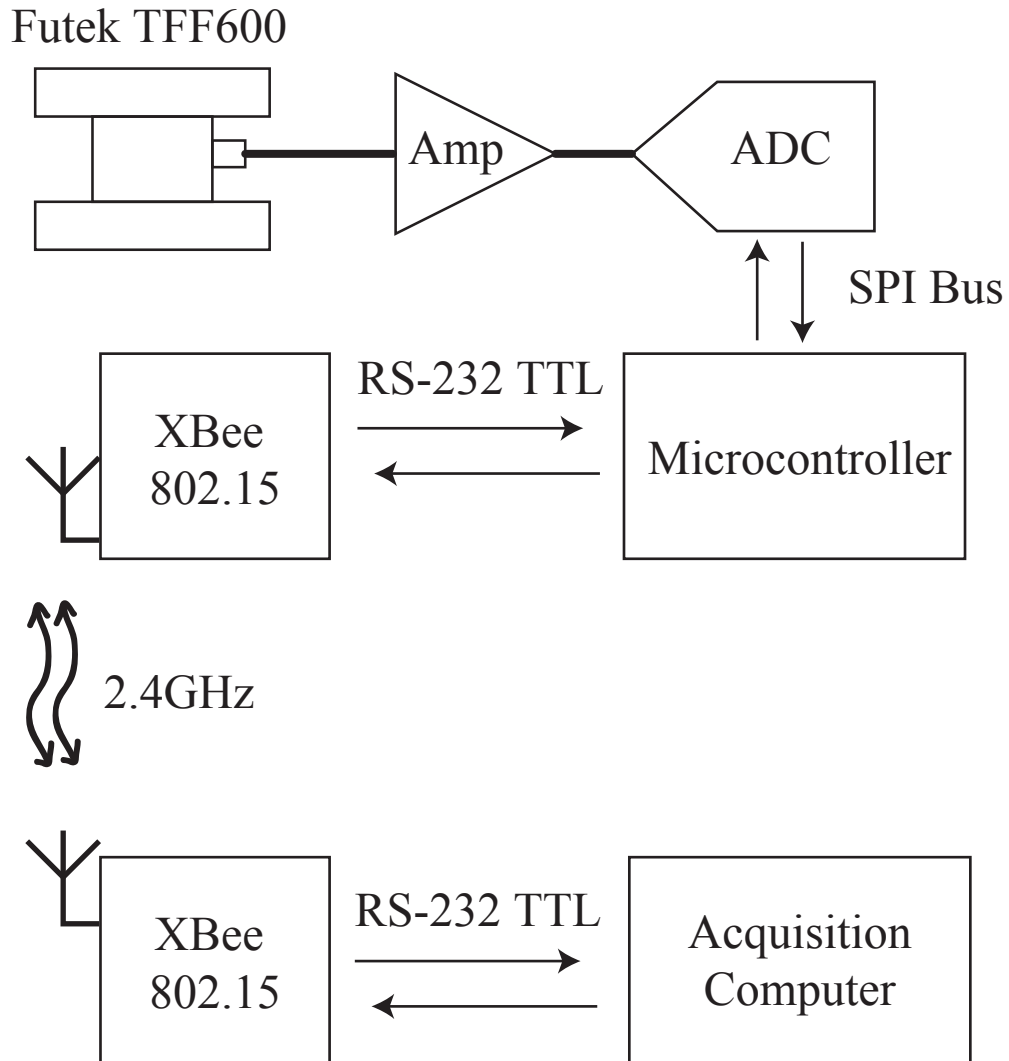 Futek TFF600
Amp
ADC
SPI Bus
RS-232 TTL
XBee
802.15
Microcontroller
2.4GHz
RS-232 TTL
XBee
802.15
Acquisition
Computer